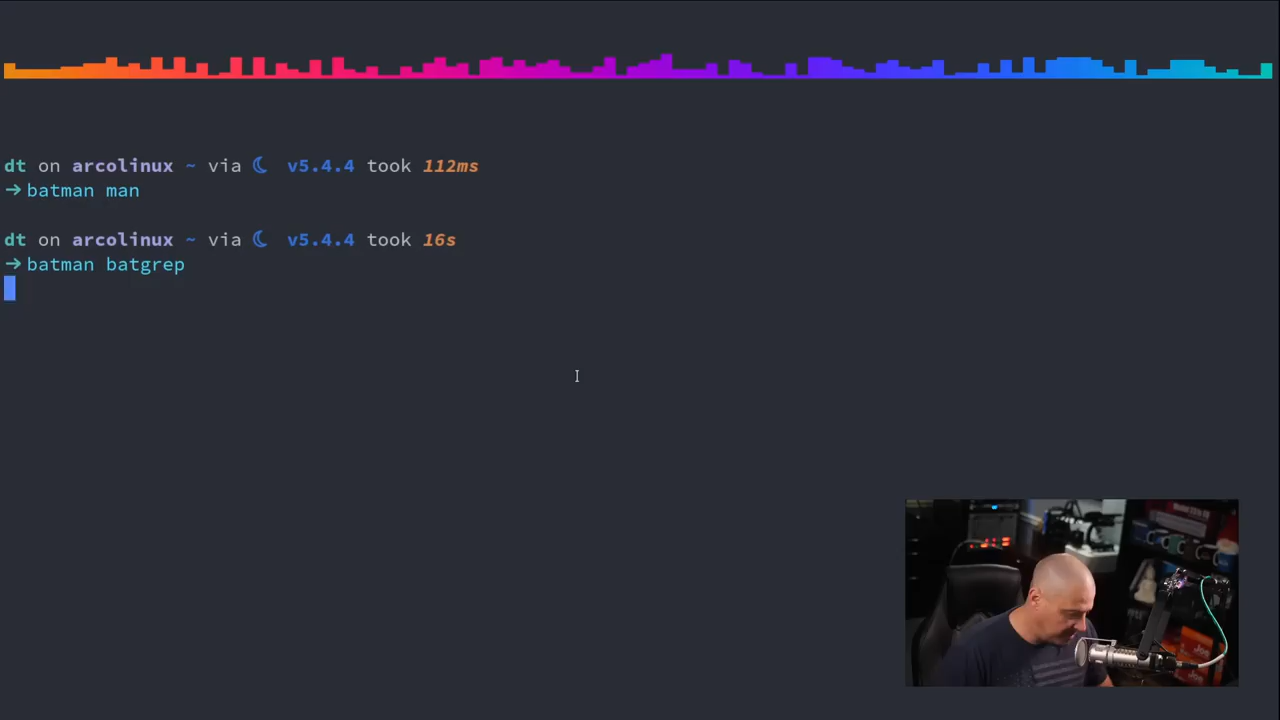 dt on arcolinux ~ via ☾ v5.4.4 took 112ms
→ batman man
dt on arcolinux ~ via ☾ v5.4.4 took 16s
→ batman batgrep